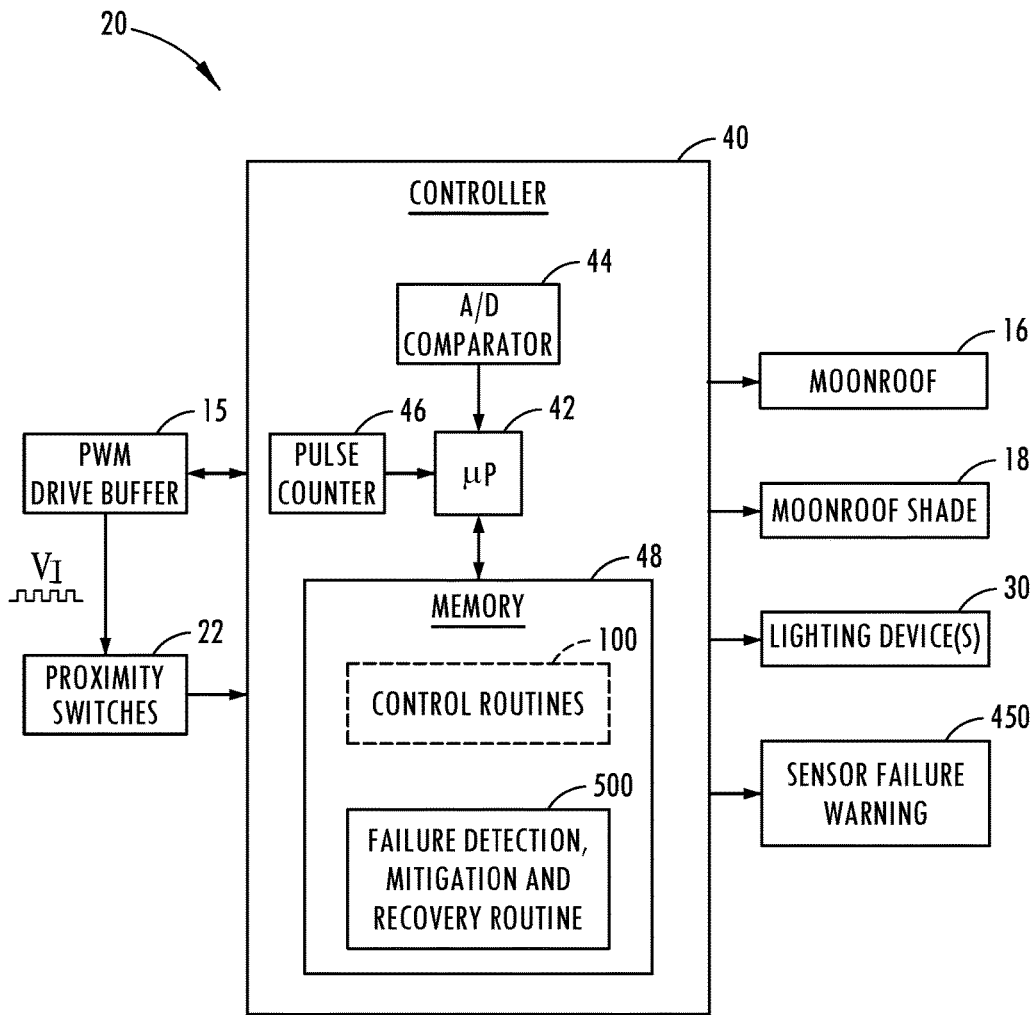 20
40
CONTROLLER
44
A/D
COMPARATOR
16
MOONROOF
15
PWM
DRIVE BUFFER
46
PULSE
COUNTER
42
μP
18
MOONROOF SHADE
VI
48
MEMORY
30
LIGHTING DEVICE(S)
22
PROXIMITY
SWITCHES
100
CONTROL ROUTINES
450
SENSOR FAILURE
WARNING
500
FAILURE DETECTION,
MITIGATION AND
RECOVERY ROUTINE